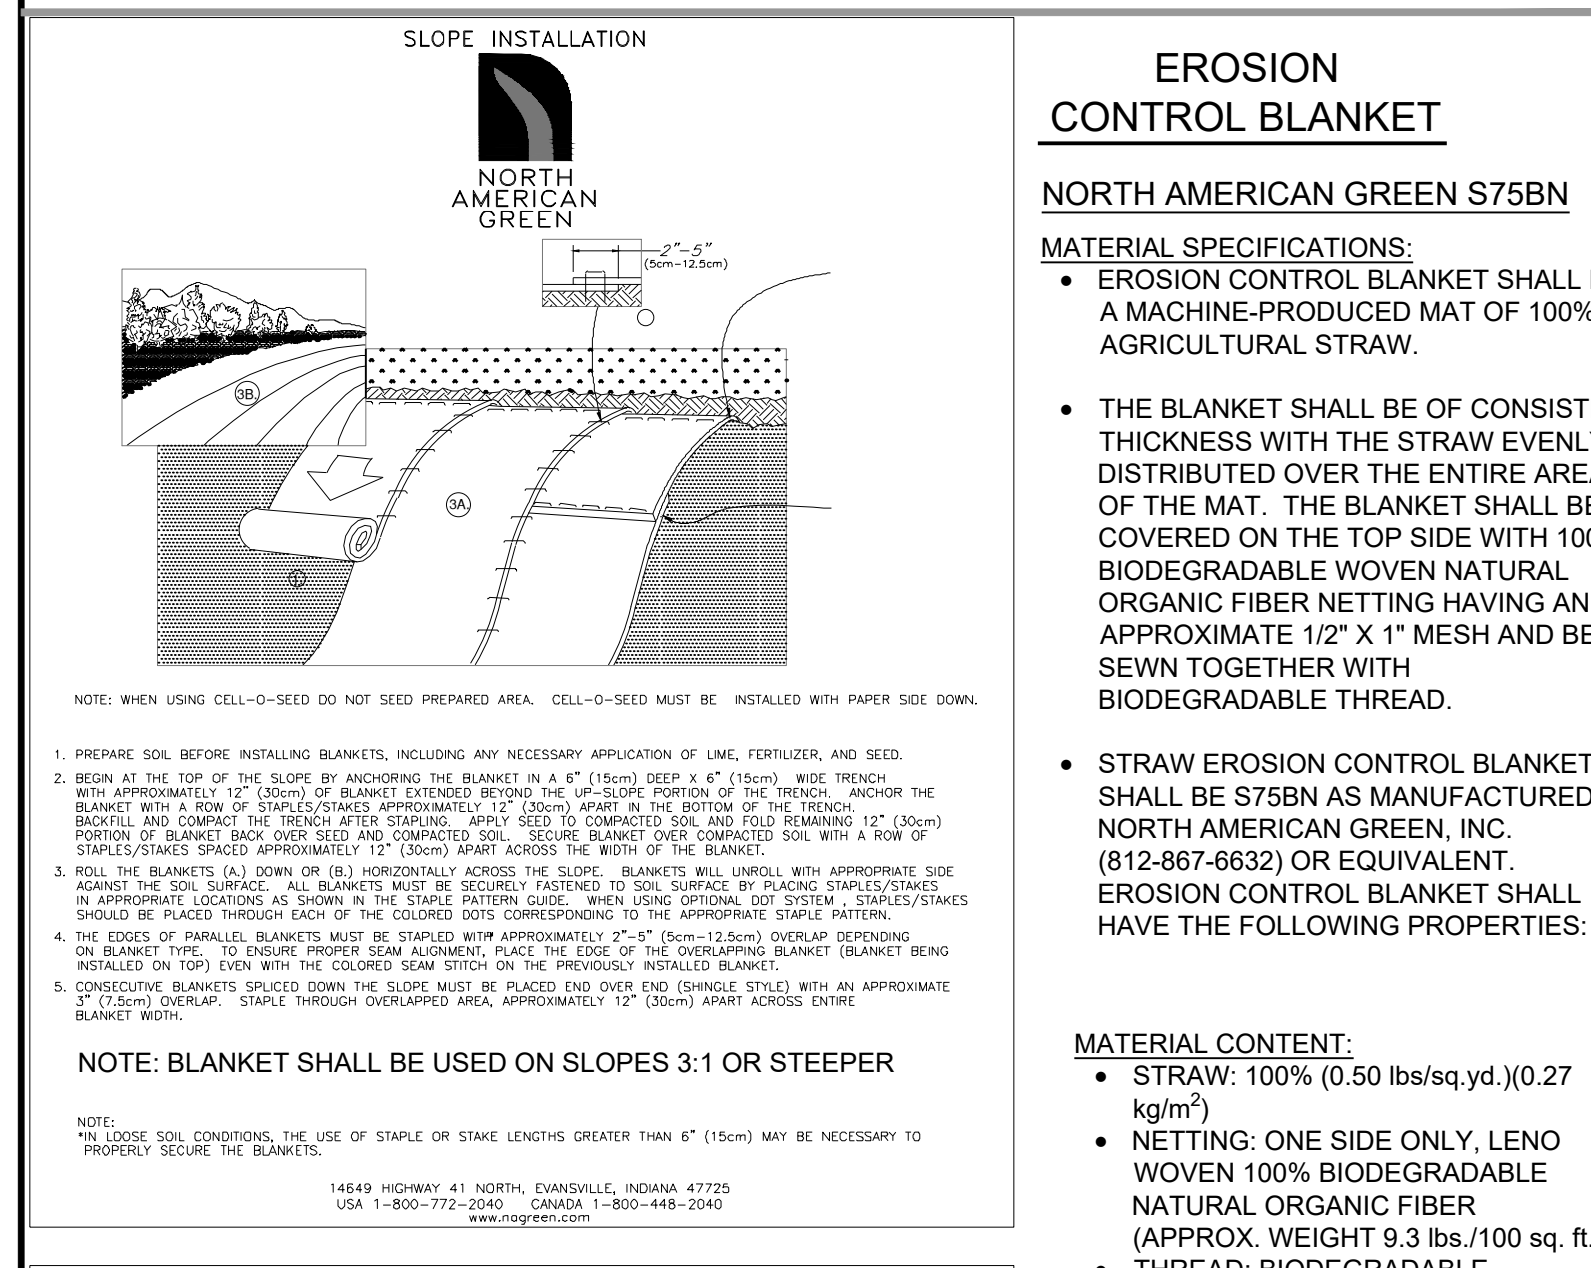 SLOPE INSTALLATION
NORTH
AMERICAN
GREEN
2"-5"
(5cm-12.5cm)
3B.
3A.
1.
NOTE: WHEN USING CELL-O-SEED DO NOT SEED PREPARED AREA. CELL-O-SEED MUST BE INSTALLED WITH PAPER SIDE DOWN.
1. PREPARE SOIL BEFORE INSTALLING BLANKETS, INCLUDING ANY NECESSARY APPLICATION OF LIME, FERTILIZER, AND SEED.
2. BEGIN AT THE TOP OF THE SLOPE BY ANCHORING THE BLANKET IN A 6" (15cm) DEEP X 6" (15cm) WIDE TRENCH
WITH APPROXIMATELY 12" (30cm) OF BLANKET EXTENDED BEYOND THE UP-SLOPE PORTION OF THE TRENCH. ANCHOR THE
BLANKET WITH A ROW OF STAPLES/STAKES APPROXIMATELY 12" (30cm) APART IN THE BOTTOM OF THE TRENCH.
BACKFILL AND COMPACT THE TRENCH AFTER STAPLING. APPLY SEED TO COMPACTED SOIL AND FOLD REMAINING 12" (30cm)
PORTION OF BLANKET BACK OVER SEED AND COMPACTED SOIL. SECURE BLANKET OVER COMPACTED SOIL WITH A ROW OF
STAPLES/STAKES SPACED APPROXIMATELY 12" (30cm) APART ACROSS THE WIDTH OF THE BLANKET.
3. ROLL THE BLANKETS (A.) DOWN OR (B.) HORIZONTALLY ACROSS THE SLOPE. BLANKETS WILL UNROLL WITH APPROPRIATE SIDE
AGAINST THE SOIL SURFACE. ALL BLANKETS MUST BE SECURELY FASTENED TO SOIL SURFACE BY PLACING STAPLES/STAKES
IN APPROPRIATE LOCATIONS AS SHOWN IN THE STAPLE PATTERN GUIDE. WHEN USING OPTIONAL DOT SYSTEM , STAPLES/STAKES
SHOULD BE PLACED THROUGH EACH OF THE COLORED DOTS CORRESPONDING TO THE APPROPRIATE STAPLE PATTERN.
4. THE EDGES OF PARALLEL BLANKETS MUST BE STAPLED WITH APPROXIMATELY 2"-5" (5cm-12.5cm) OVERLAP DEPENDING
ON BLANKET TYPE. TO ENSURE PROPER SEAM ALIGNMENT, PLACE THE EDGE OF THE OVERLAPPING BLANKET (BLANKET BEING
INSTALLED ON TOP) EVEN WITH THE COLORED SEAM STITCH ON THE PREVIOUSLY INSTALLED BLANKET.
5. CONSECUTIVE BLANKETS SPLICED DOWN THE SLOPE MUST BE PLACED END OVER END (SHINGLE STYLE) WITH AN APPROXIMATE
3" (7.5cm) OVERLAP. STAPLE THROUGH OVERLAPPED AREA, APPROXIMATELY 12" (30cm) APART ACROSS ENTIRE
BLANKET WIDTH.
NOTE: BLANKET SHALL BE USED ON SLOPES 3:1 OR STEEPER
NOTE:
*IN LOOSE SOIL CONDITIONS, THE USE OF STAPLE OR STAKE LENGTHS GREATER THAN 6" (15cm) MAY BE NECESSARY TO
PROPERLY SECURE THE BLANKETS.
14649 HIGHWAY 41 NORTH, EVANSVILLE, INDIANA 47725
USA 1-800-772-2040 CANADA 1-800-448-2040
www.nagreen.com
EROSION
CONTROL BLANKET
NORTH AMERICAN GREEN S75BN
MATERIAL SPECIFICATIONS:
• EROSION CONTROL BLANKET SHALL
A MACHINE-PRODUCED MAT OF 100%
AGRICULTURAL STRAW.
• THE BLANKET SHALL BE OF CONSIST
THICKNESS WITH THE STRAW EVENLY
DISTRIBUTED OVER THE ENTIRE AREA
OF THE MAT. THE BLANKET SHALL BE
COVERED ON THE TOP SIDE WITH 100
BIODEGRADABLE WOVEN NATURAL
ORGANIC FIBER NETTING HAVING AN
APPROXIMATE 1/2" X 1" MESH AND BE
SEWN TOGETHER WITH
BIODEGRADABLE THREAD.
• STRAW EROSION CONTROL BLANKET
SHALL BE S75BN AS MANUFACTURED
NORTH AMERICAN GREEN, INC.
(812-867-6632) OR EQUIVALENT.
EROSION CONTROL BLANKET SHALL
HAVE THE FOLLOWING PROPERTIES:
MATERIAL CONTENT:
• STRAW: 100% (0.50 lbs/sq.yd.)(0.27
kg/m²)
• NETTING: ONE SIDE ONLY, LENO
WOVEN 100% BIODEGRADABLE
NATURAL ORGANIC FIBER
(APPROX. WEIGHT 9.3 lbs./100 sq. ft.
• THREAD: BIODEGRADABLE